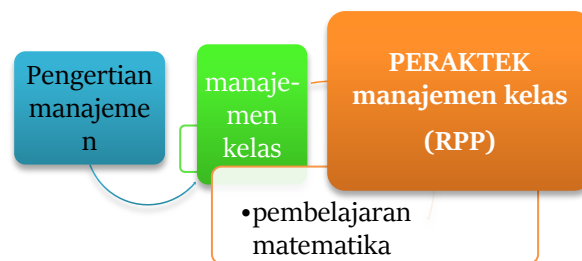 Pengertian
manajeme
n
manaje-
men
kelas
PERAKTEK
manajemen kelas
(RPP)
•pembelajaran
matematika